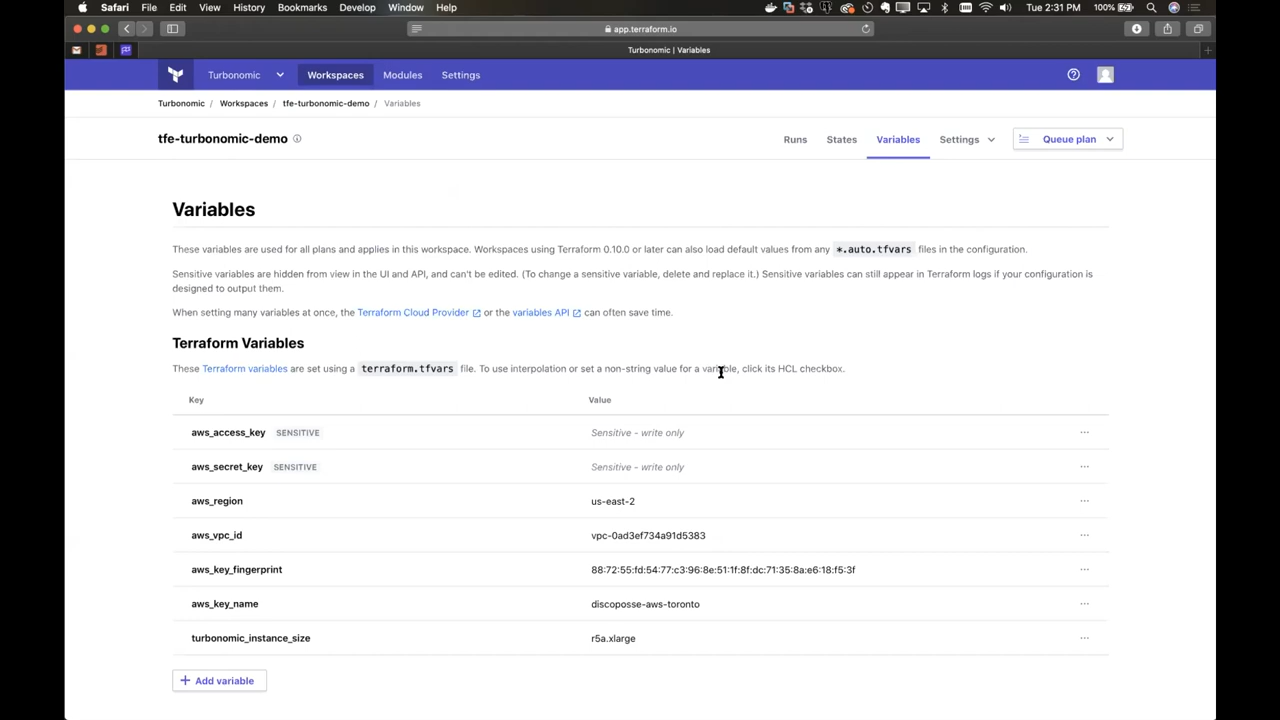 Safari File Edit View History Bookmarks Develop Window Help 100% Tue 2:31 PM
app.terraform.io
Turbonomic | Variables
Turbonomic Workspaces Modules Settings
Turbonomic / Workspaces / tfe-turbonomic-demo / Variables
tfe-turbonomic-demo Runs States Variables Settings Queue plan
Variables
These variables are used for all plans and applies in this workspace. Workspaces using Terraform 0.10.0 or later can also load default values from any *.auto.tfvars files in the configuration.
Sensitive variables are hidden from view in the UI and API, and can't be edited. (To change a sensitive variable, delete and replace it.) Sensitive variables can still appear in Terraform logs if your configuration is
designed to output them.
When setting many variables at once, the Terraform Cloud Provider or the variables API can often save time.
Terraform Variables
These Terraform variables are set using a terraform.tfvars file. To use interpolation or set a non-string value for a variable, click its HCL checkbox.
Key Value
aws_access_key SENSITIVE Sensitive - write only
aws_secret_key SENSITIVE Sensitive - write only
aws_region us-east-2
aws_vpc_id vpc-0ad3ef734a91d5383
aws_key_fingerprint 88:72:55:fd:54:77:c3:96:8e:51:1f:8f:dc:71:35:8a:e6:18:f5:3f
aws_key_name discoposse-aws-toronto
turbonomic_instance_size r5a.xlarge
+ Add variable